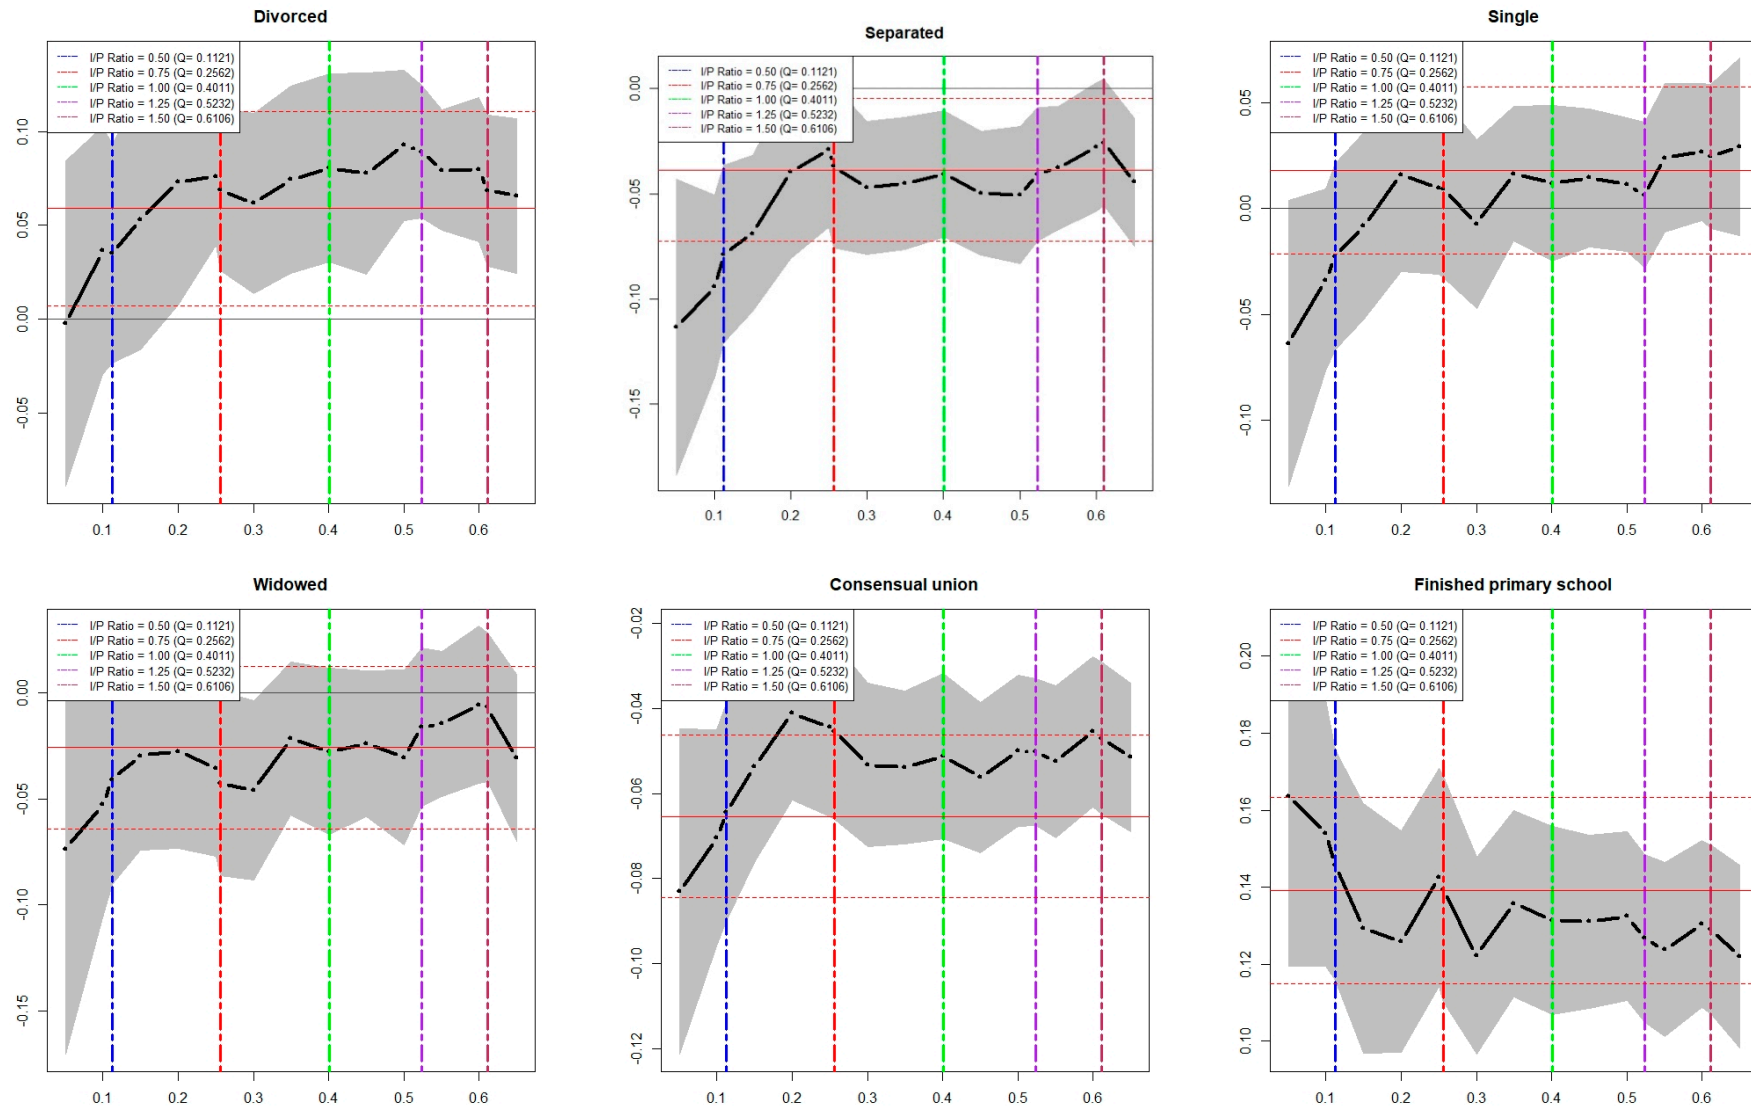 Divorced
I/P Ratio = 0.50 (Q= 0.1121)
I/P Ratio = 0.75 (Q= 0.2562)
I/P Ratio = 1.00 (Q= 0.4011)
I/P Ratio = 1.25 (Q= 0.5232)
I/P Ratio = 1.50 (Q= 0.6106)
0.10
0.05
0.00
-0.05
0.1 0.2 0.3 0.4 0.5 0.6
Separated
I/P Ratio = 0.50 (Q= 0.1121)
I/P Ratio = 0.75 (Q= 0.2562)
I/P Ratio = 1.00 (Q= 0.4011)
I/P Ratio = 1.25 (Q= 0.5232)
I/P Ratio = 1.50 (Q= 0.6106)
0.00
-0.05
-0.10
-0.15
0.1 0.2 0.3 0.4 0.5 0.6
Single
I/P Ratio = 0.50 (Q= 0.1121)
I/P Ratio = 0.75 (Q= 0.2562)
I/P Ratio = 1.00 (Q= 0.4011)
I/P Ratio = 1.25 (Q= 0.5232)
I/P Ratio = 1.50 (Q= 0.6106)
0.05
0.00
-0.05
-0.10
0.1 0.2 0.3 0.4 0.5 0.6
Widowed
I/P Ratio = 0.50 (Q= 0.1121)
I/P Ratio = 0.75 (Q= 0.2562)
I/P Ratio = 1.00 (Q= 0.4011)
I/P Ratio = 1.25 (Q= 0.5232)
I/P Ratio = 1.50 (Q= 0.6106)
0.00
-0.05
-0.10
-0.15
0.1 0.2 0.3 0.4 0.5 0.6
Consensual union
I/P Ratio = 0.50 (Q= 0.1121)
I/P Ratio = 0.75 (Q= 0.2562)
I/P Ratio = 1.00 (Q= 0.4011)
I/P Ratio = 1.25 (Q= 0.5232)
I/P Ratio = 1.50 (Q= 0.6106)
-0.02
-0.04
-0.06
-0.08
-0.10
-0.12
0.1 0.2 0.3 0.4 0.5 0.6
Finished primary school
I/P Ratio = 0.50 (Q= 0.1121)
I/P Ratio = 0.75 (Q= 0.2562)
I/P Ratio = 1.00 (Q= 0.4011)
I/P Ratio = 1.25 (Q= 0.5232)
I/P Ratio = 1.50 (Q= 0.6106)
0.20
0.18
0.16
0.14
0.12
0.10
0.1 0.2 0.3 0.4 0.5 0.6